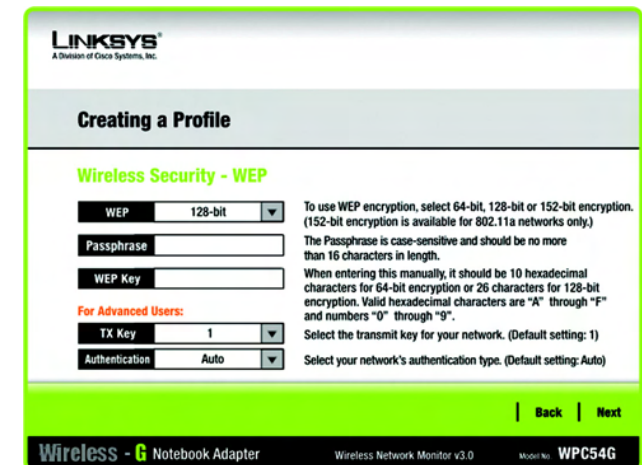 LINKSYS®
A Division of Cisco Systems, Inc.
Creating a Profile
Wireless Security - WEP
WEP 128-bit
To use WEP encryption, select 64-bit, 128-bit or 152-bit encryption.
(152-bit encryption is available for 802.11a networks only.)
Passphrase
The Passphrase is case-sensitive and should be no more
than 16 characters in length.
WEP Key
When entering this manually, it should be 10 hexadecimal
characters for 64-bit encryption or 26 characters for 128-bit
encryption. Valid hexadecimal characters are “A” through “F”
and numbers “0” through “9”.
For Advanced Users:
TX Key 1
Select the transmit key for your network. (Default setting: 1)
Authentication Auto
Select your network's authentication type. (Default setting: Auto)
Back Next
Wireless - G Notebook Adapter Wireless Network Monitor v3.0 Model No. WPC54G